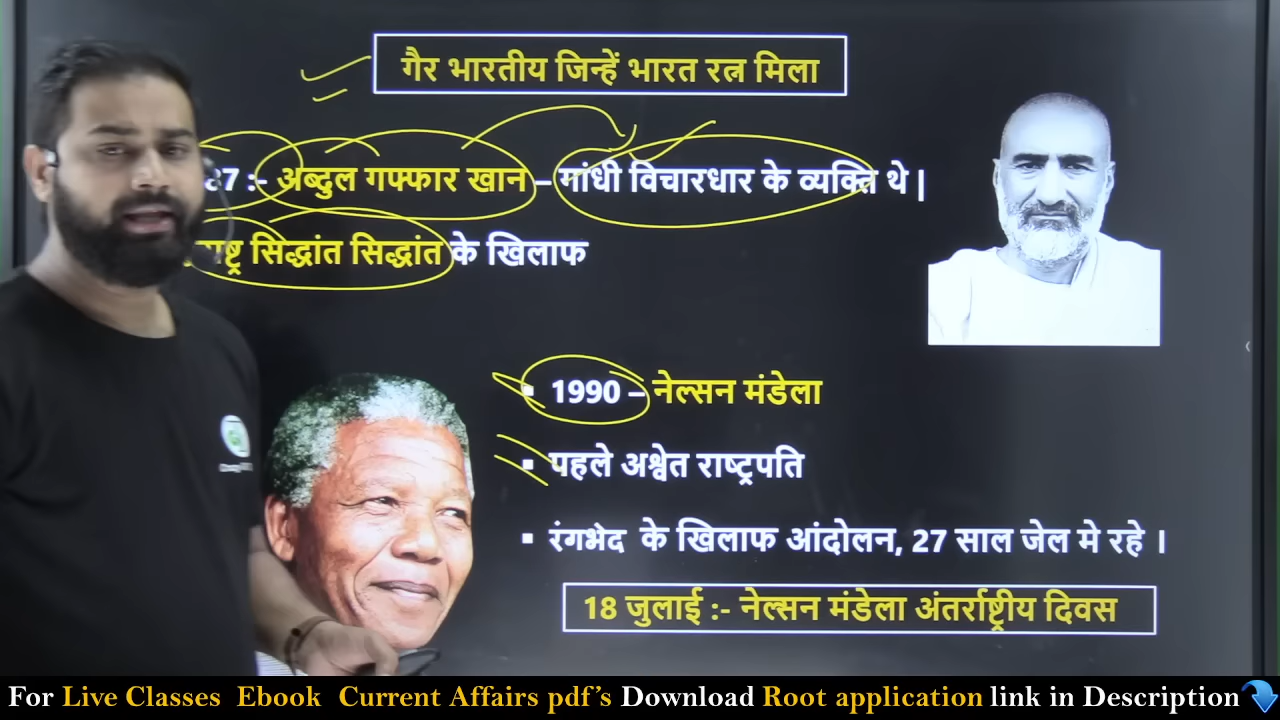 गैर भारतीय जिन्हें भारत रत्न मिला
87 :- अब्दुल गफ्फार खान – गांधी विचारधार के व्यक्ति थे |
सिद्धांत सिद्धांत के खिलाफ
1990 – नेल्सन मंडेला
पहले अश्वेत राष्ट्रपति
रंगभेद के खिलाफ आंदोलन, 27 साल जेल मे रहे ।
18 जुलाई :- नेल्सन मंडेला अंतर्राष्ट्रीय दिवस
For Live Classes Ebook Current Affairs pdf's Download Root application link in Description